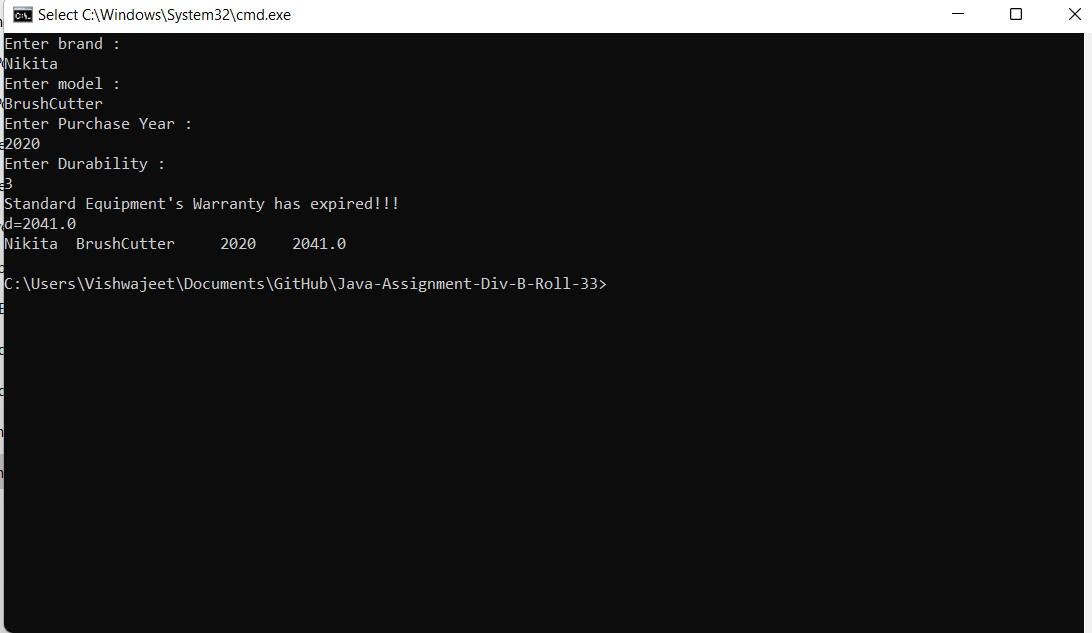 Select C:\Windows\System32\cmd.exe
Enter brand :
Nikita
Enter model :
BrushCutter
Enter Purchase Year :
2020
Enter Durability :
3
Standard Equipment's Warranty has expired!!!
d=2041.0
Nikita  BrushCutter     2020    2041.0
C:\Users\Vishwajeet\Documents\GitHub\Java-Assignment-Div-B-Roll-33>